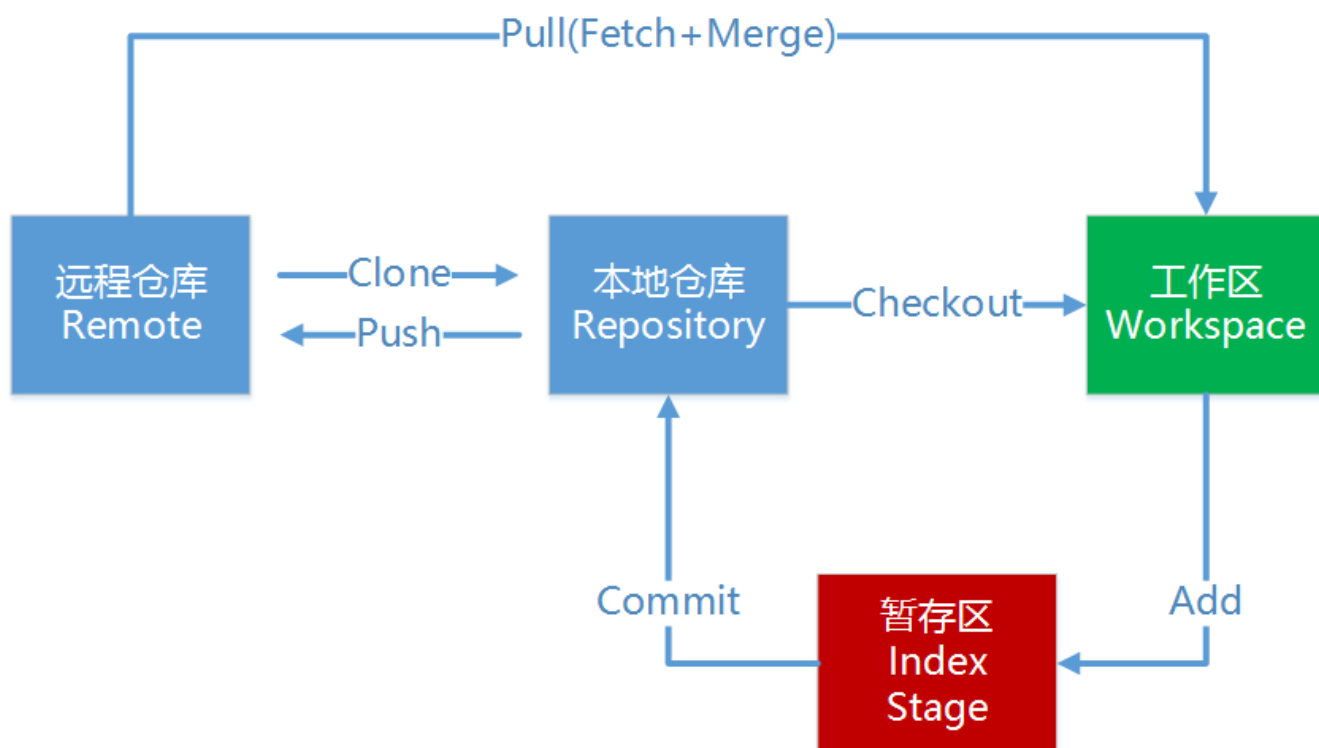 Pull(Fetch+Merge)
远程仓库
Remote
Clone
Push
本地仓库
Repository
Checkout
工作区
Workspace
Commit
暂存区
Index
Stage
Add